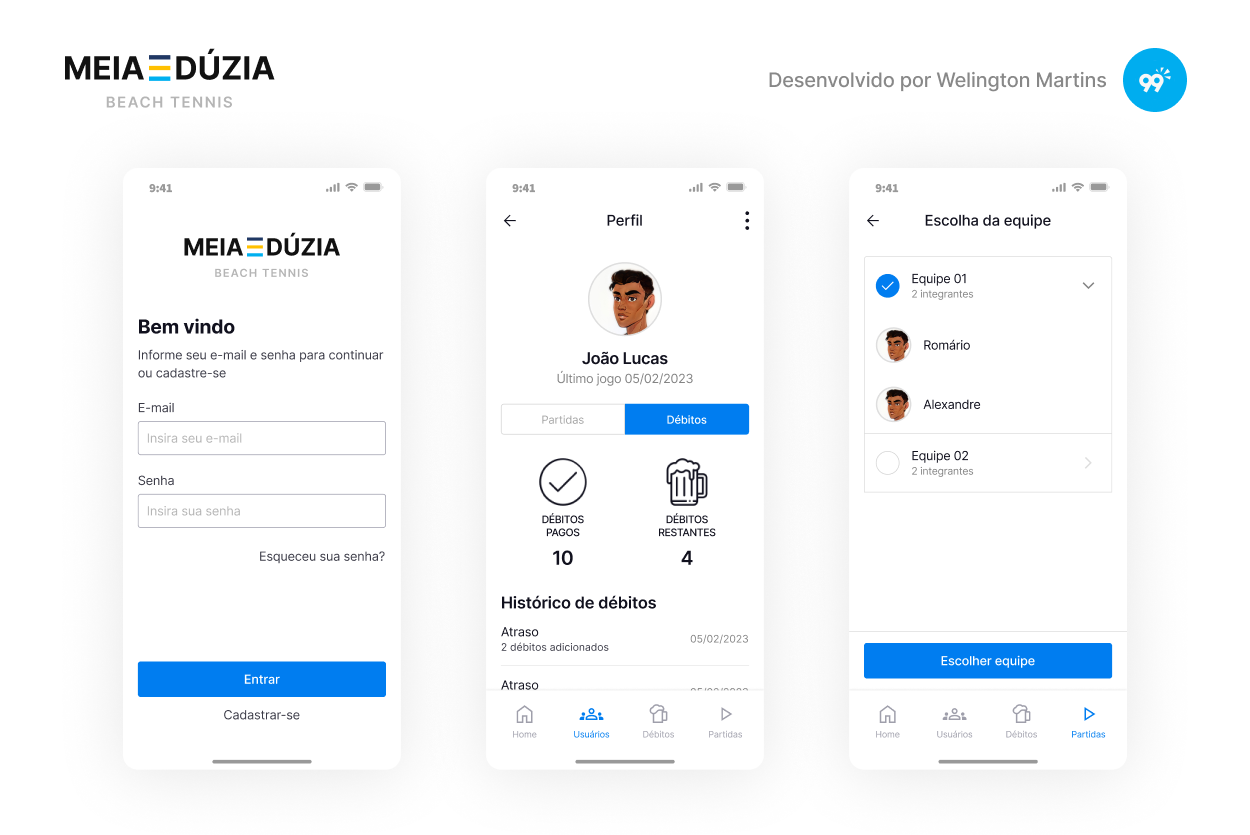 MEIA DÚZIA
BEACH TENNIS
Desenvolvido por Welington Martins
99
9:41
MEIA DÚZIA
BEACH TENNIS
Bem vindo
Informe seu e-mail e senha para continuar
ou cadastre-se
E-mail
Insira seu e-mail
Senha
Insira sua senha
Esqueceu sua senha?
Entrar
Cadastrar-se
9:41
Perfil
João Lucas
Último jogo 05/02/2023
Partidas
Débitos
DÉBITOS
PAGOS
10
DÉBITOS
RESTANTES
4
Histórico de débitos
Atraso
2 débitos adicionados
05/02/2023
Atraso
05/02/2023
Home
Usuários
Débitos
Partidas
9:41
Escolha da equipe
Equipe 01
2 integrantes
Romário
Alexandre
Equipe 02
2 integrantes
Escolher equipe
Home
Usuários
Débitos
Partidas